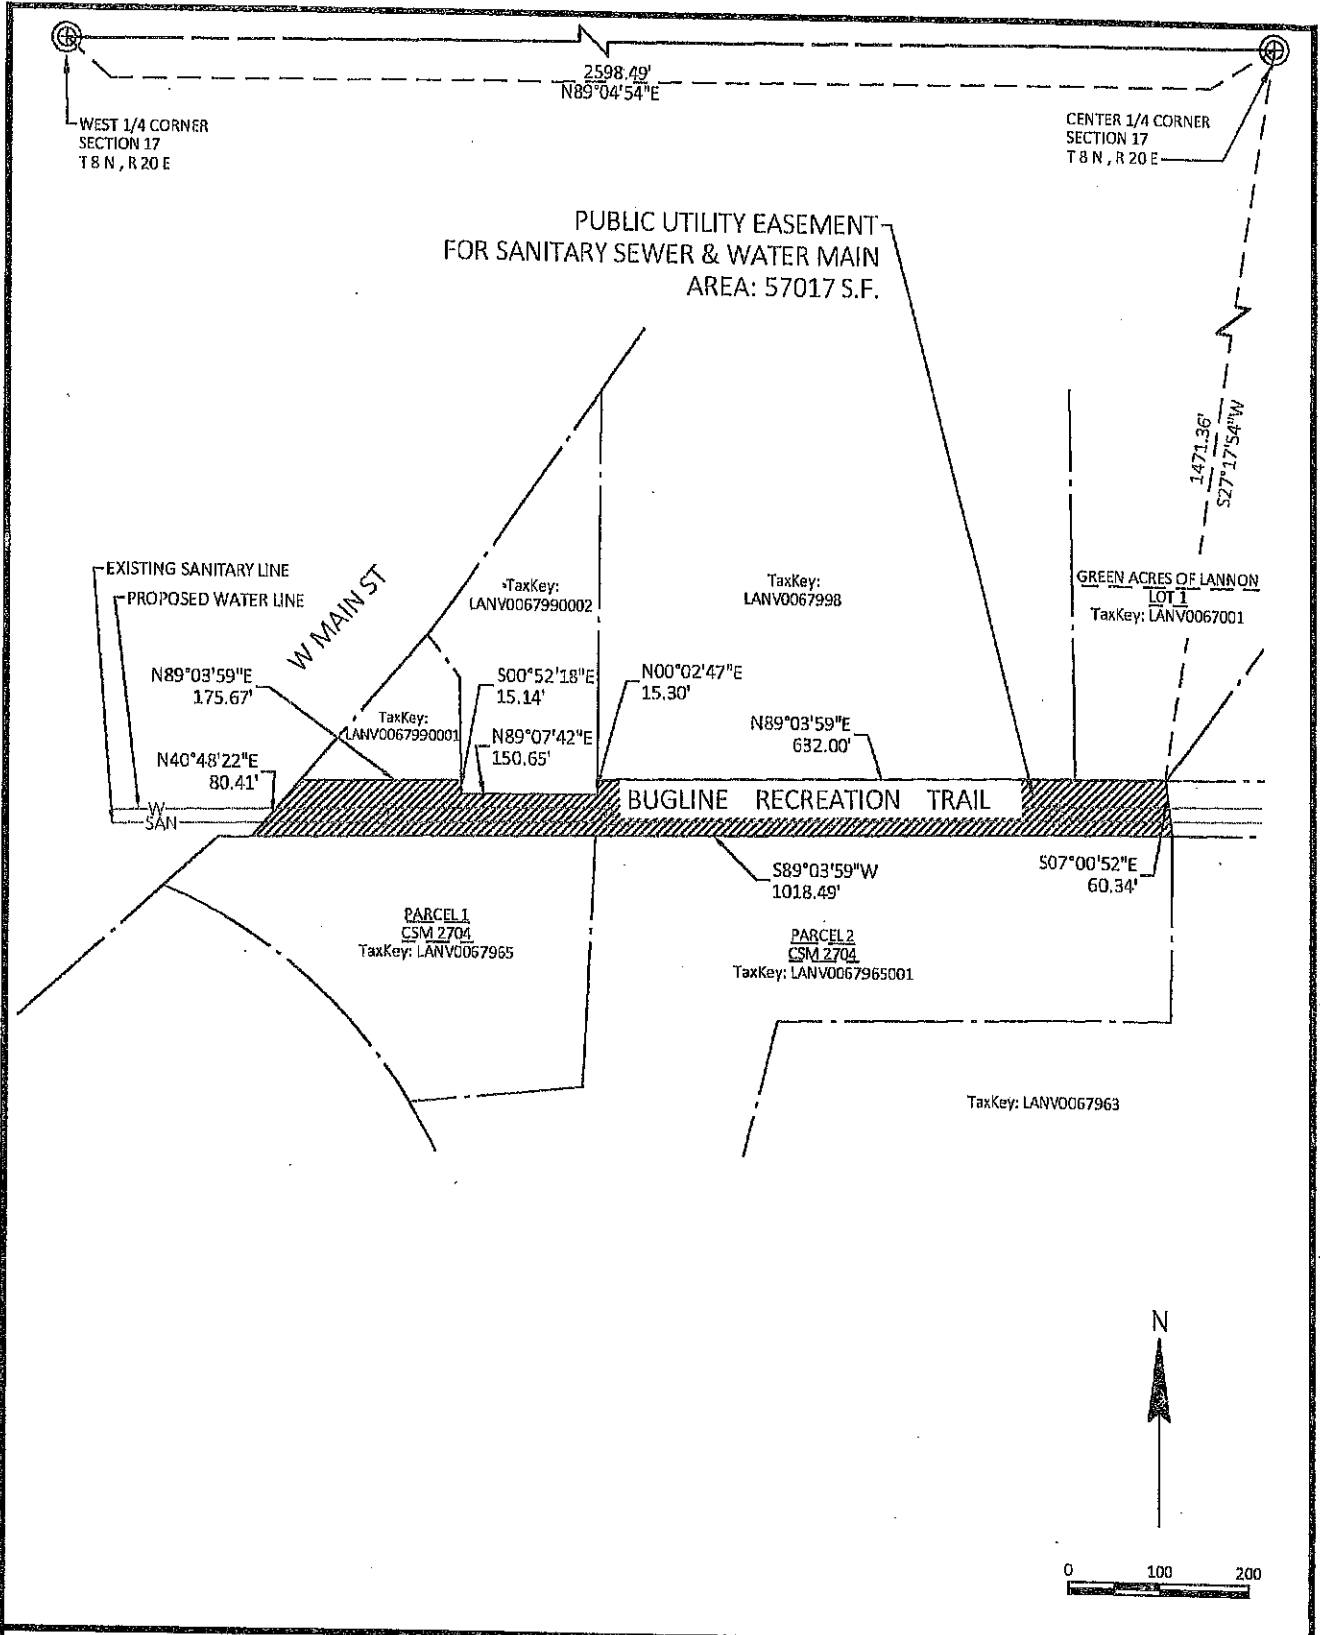 2598.49'
N89°04'54"E
WEST 1/4 CORNER
SECTION 17
T 8 N , R 20 E
CENTER 1/4 CORNER
SECTION 17
T 8 N , R 20 E
PUBLIC UTILITY EASEMENT
FOR SANITARY SEWER & WATER MAIN
AREA: 57017 S.F.
1471.36'
S27°17'54"W
EXISTING SANITARY LINE
PROPOSED WATER LINE
W MAIN ST
TaxKey:
LANV0067990002
TaxKey:
LANV0067998
GREEN ACRES OF LANNON
LOT 1
TaxKey: LANV0067001
N89°03'59"E
175.67'
S00°52'18"E
15.14'
N00°02'47"E
15.30'
TaxKey:
LANV0067990001
N89°07'42"E
150.65'
N89°03'59"E
632.00'
N40°48'22"E
80.41'
W
SAN
BUGLINE RECREATION TRAIL
S89°03'59"W
1018.49'
S07°00'52"E
60.34'
PARCEL 1
CSM 2704
TaxKey: LANV0067965
PARCEL 2
CSM 2704
TaxKey: LANV0067965001
TaxKey: LANV0067963
N
0 100 200